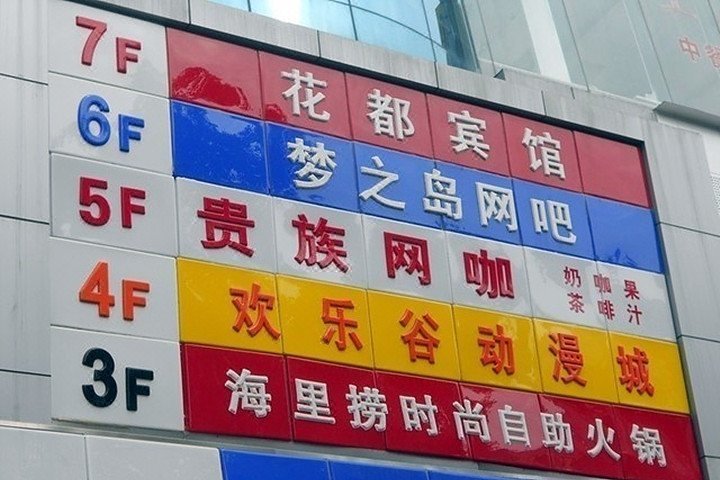 7F 花都宾馆
6F 梦之岛网吧
5F 贵族网咖 奶咖果
茶啡汁
4F 欢乐谷动漫城
3F 海里捞时尚自助火锅
中